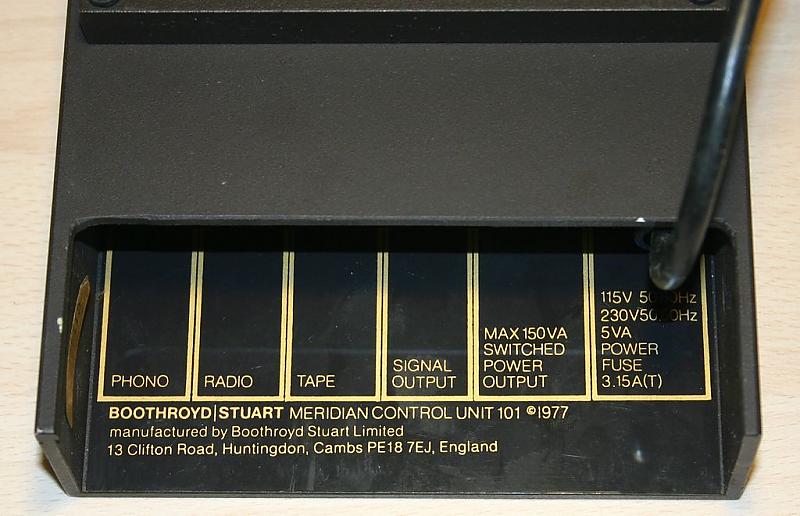 PHONO
RADIO
TAPE
SIGNAL
OUTPUT
MAX 150VA
SWITCHED
POWER
OUTPUT
115V
230V
5VA
POWER
FUSE
3.15A(T)
BOOTHROYD|STUART MERIDIAN CONTROL UNIT 101 ©1977
manufactured by Boothroyd Stuart Limited
13 Clifton Road, Huntingdon, Cambs PE18 7EJ, England